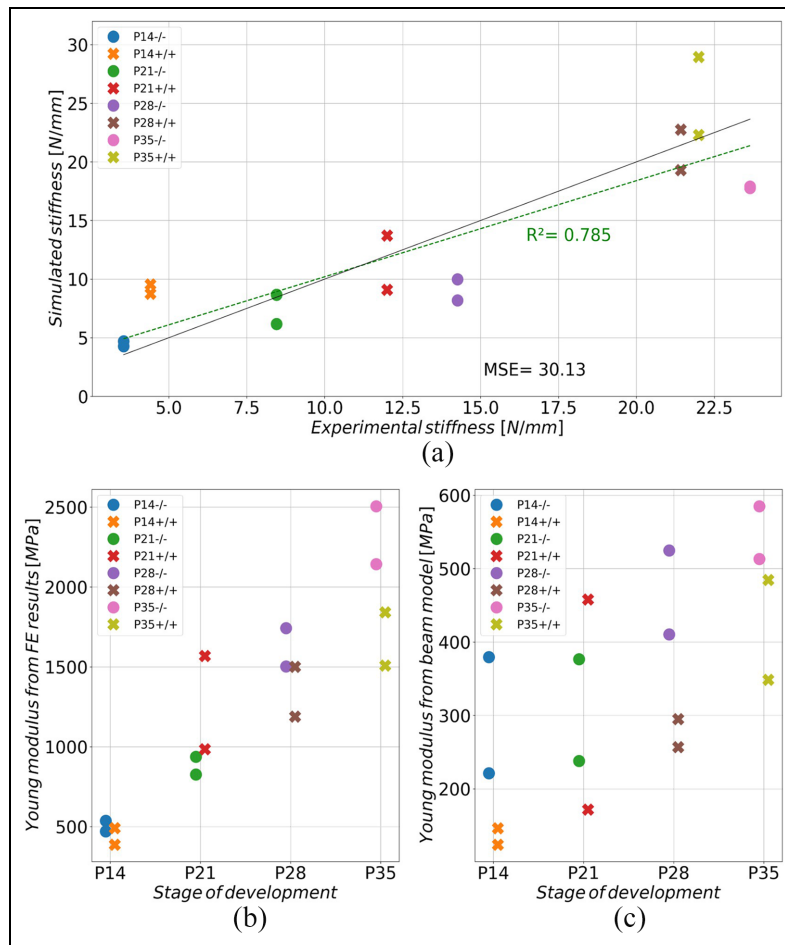 P14-/-
P14+/+
P21-/-
P21+/+
P28-/-
P28+/+
P35-/-
P35+/+
Simulated stiffness [N/mm]
30
25
20
15
10
5
0
R²= 0.785
MSE= 30.13
5.0 7.5 10.0 12.5 15.0 17.5 20.0 22.5
Experimental stiffness [N/mm]
(a)
P14-/-
P14+/+
P21-/-
P21+/+
P28-/-
P28+/+
P35-/-
P35+/+
Young modulus from FE results [MPa]
2500
2000
1500
1000
500
P14 P21 P28 P35
Stage of development
(b)
P14-/-
P14+/+
P21-/-
P21+/+
P28-/-
P28+/+
P35-/-
P35+/+
Young modulus from beam model [MPa]
600
500
400
300
200
P14 P21 P28 P35
Stage of development
(c)